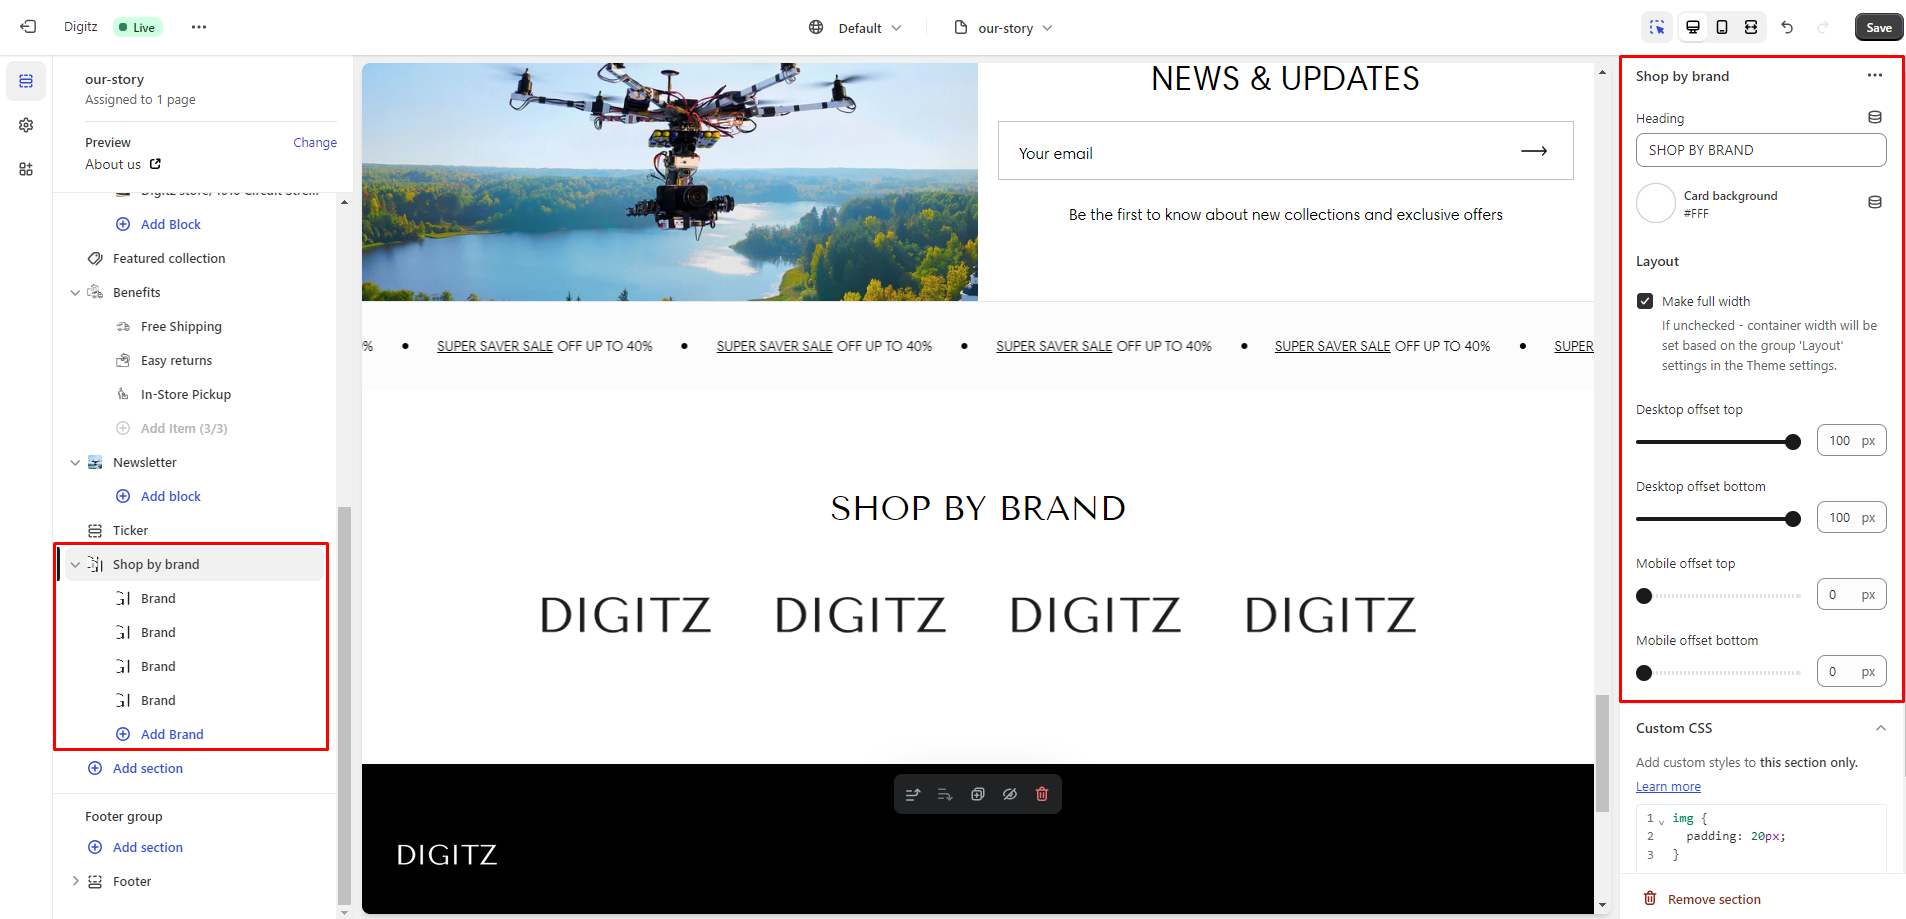 Digitz
Live
Default
our-story
Save
our-story
Assigned to 1 page
Preview
Change
About us
Add Block
Featured collection
Benefits
Free Shipping
Easy returns
In-Store Pickup
Add Item (3/3)
Newsletter
Add block
Ticker
Shop by brand
Brand
Brand
Brand
Brand
Add Brand
Add section
Footer group
Add section
Footer
NEWS & UPDATES
Your email
Be the first to know about new collections and exclusive offers
0% • SUPER SAVER SALE OFF UP TO 40% • SUPER SAVER SALE OFF UP TO 40% • SUPER SAVER SALE OFF UP TO 40% • SUPER SAVER SALE OFF UP TO 40% • SUPER
SHOP BY BRAND
DIGITZ DIGITZ DIGITZ DIGITZ
DIGITZ
Shop by brand
Heading
SHOP BY BRAND
Card background
#FFF
Layout
Make full width
If unchecked - container width will be
set based on the group 'Layout'
settings in the Theme settings.
Desktop offset top
100 px
Desktop offset bottom
100 px
Mobile offset top
0 px
Mobile offset bottom
0 px
Custom CSS
Add custom styles to this section only.
Learn more
1 img {
2 padding: 20px;
3 }
Remove section